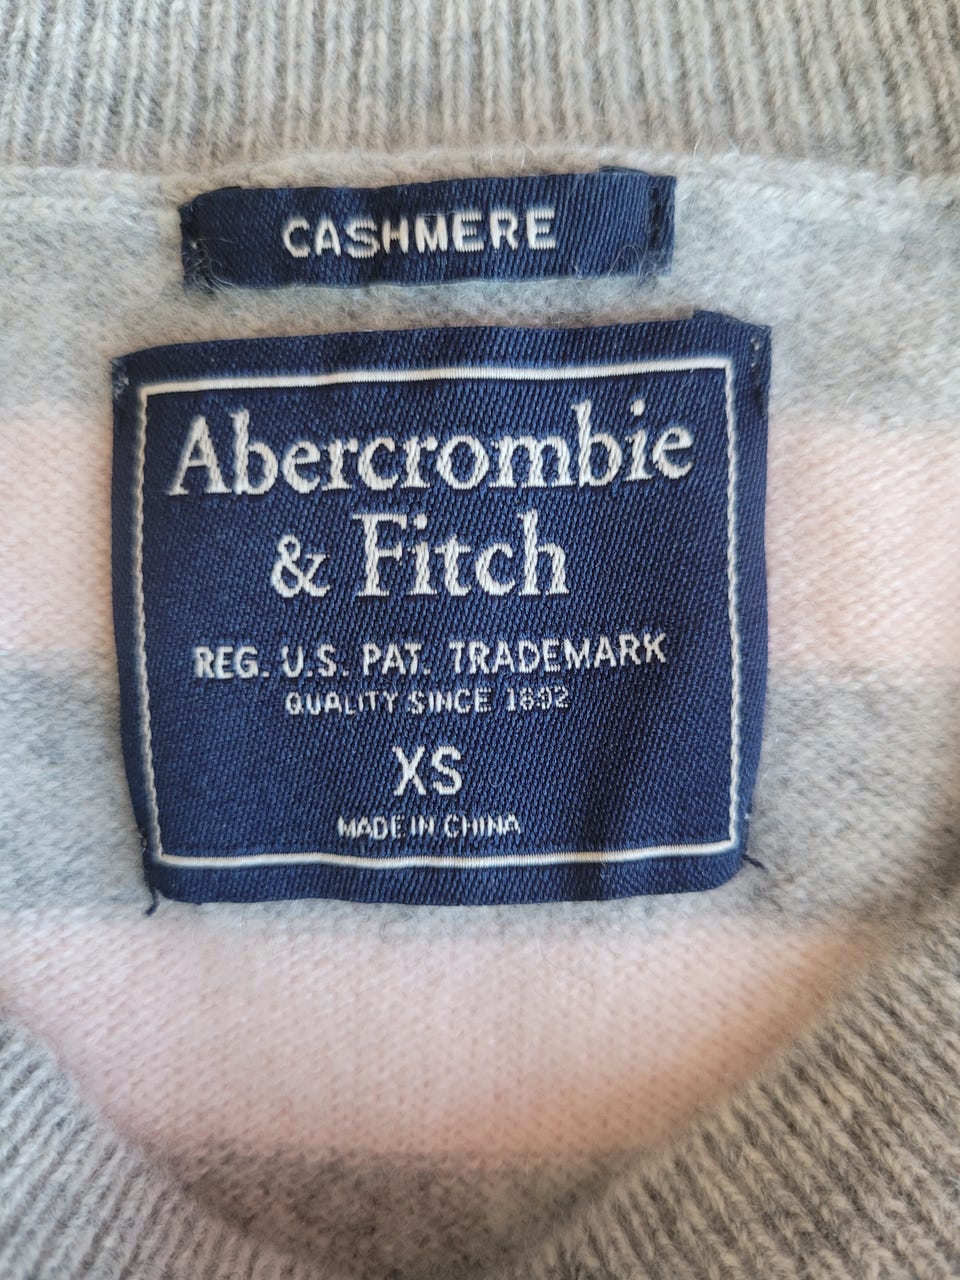 CASHMERE
Abercrombie
& Fitch
REG. U.S. PAT. TRADEMARK
QUALITY SINCE 1892
XS
MADE IN CHINA